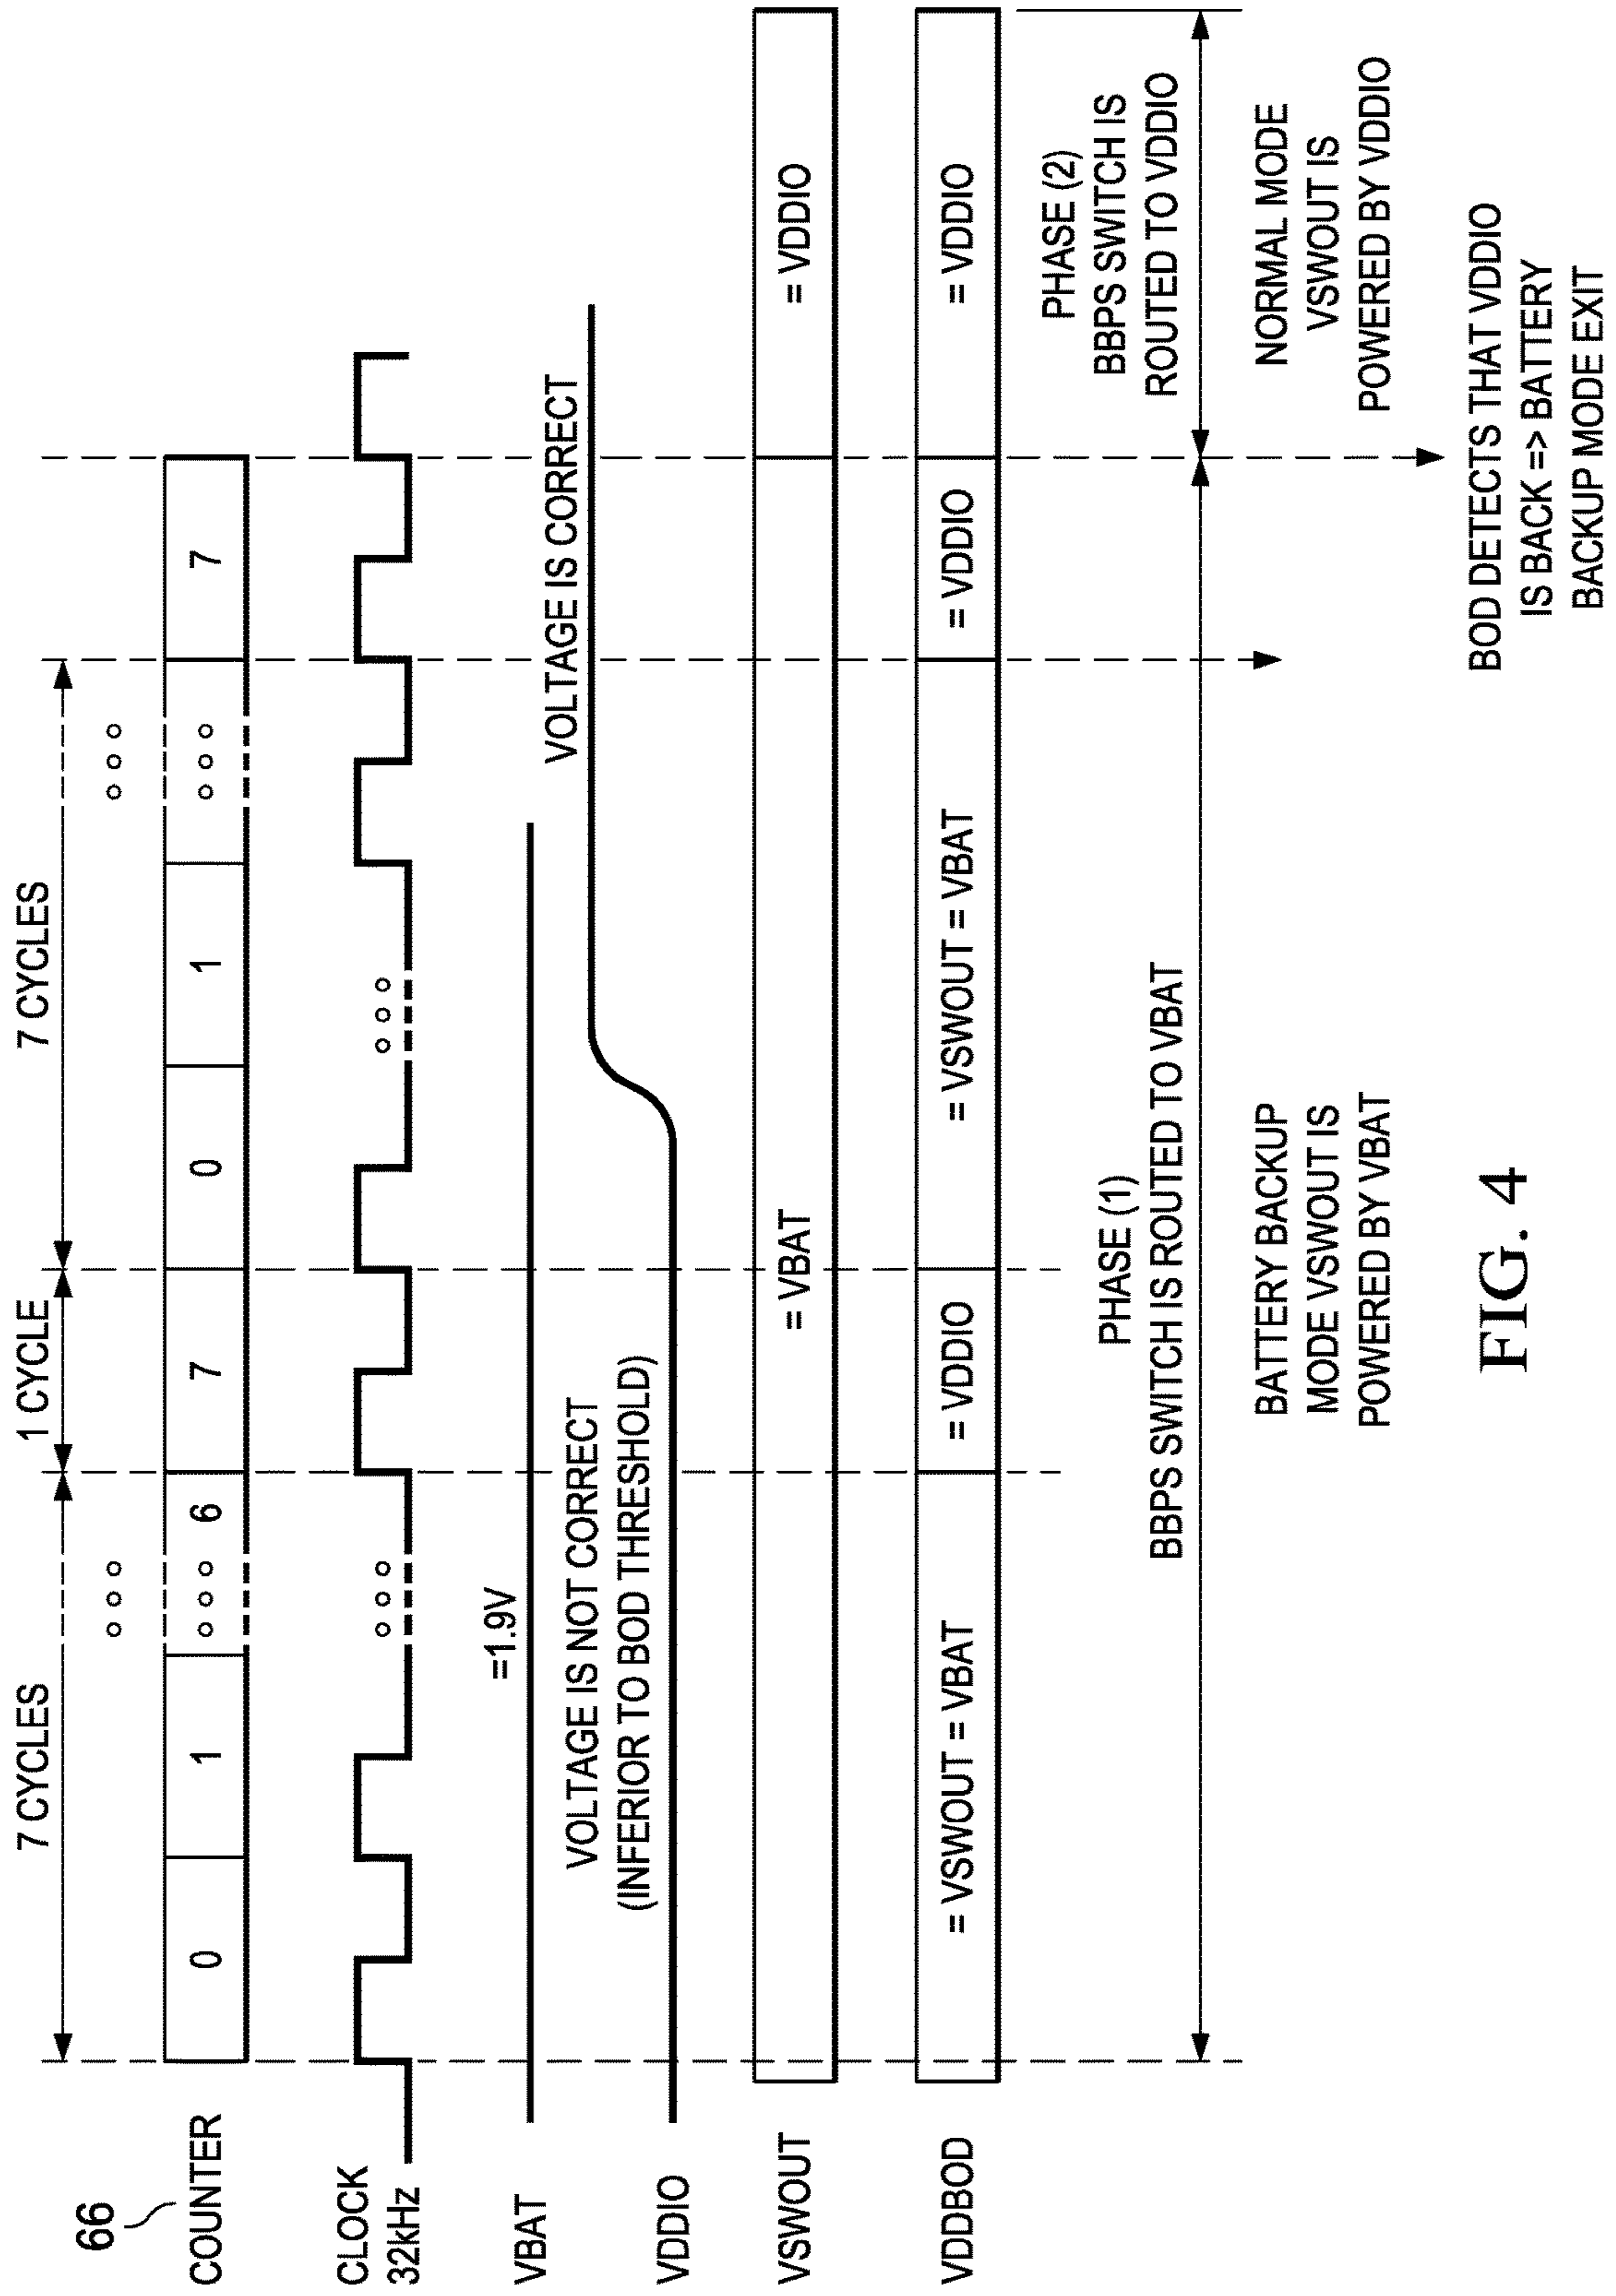 66
COUNTER
7 CYCLES
1 CYCLE
7 CYCLES
0
1
6
7
0
1
7
CLOCK
32kHz
VBAT
=1.9V
VDDIO
VOLTAGE IS NOT CORRECT
(INFERIOR TO BOD THRESHOLD)
VOLTAGE IS CORRECT
VSWOUT
= VBAT
= VDDIO
VDDBOD
= VSWOUT = VBAT
= VDDIO
= VSWOUT = VBAT
= VDDIO
= VDDIO
PHASE (1)
BBPS SWITCH IS ROUTED TO VBAT
PHASE (2)
BBPS SWITCH IS
ROUTED TO VDDIO
BATTERY BACKUP
MODE VSWOUT IS
POWERED BY VBAT
NORMAL MODE
VSWOUT IS
POWERED BY VDDIO
BOD DETECTS THAT VDDIO
IS BACK => BATTERY
BACKUP MODE EXIT
FIG. 4